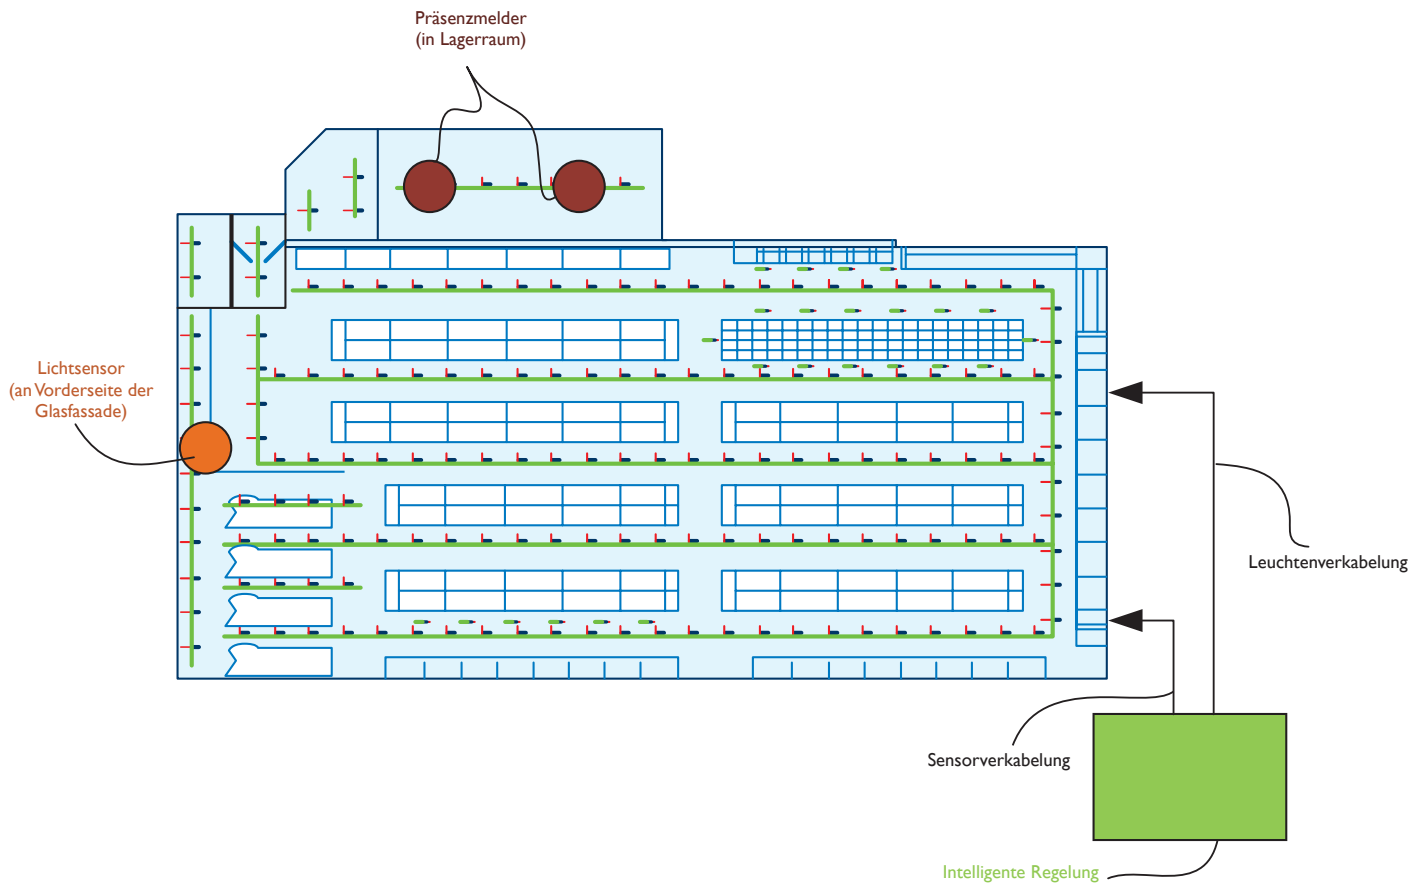 Präsenzmelder
(in Lagerraum)
Lichtsensor
(an Vorderseite der
Glasfassade)
Leuchtenverkabelung
Sensorverkabelung
Intelligente Regelung